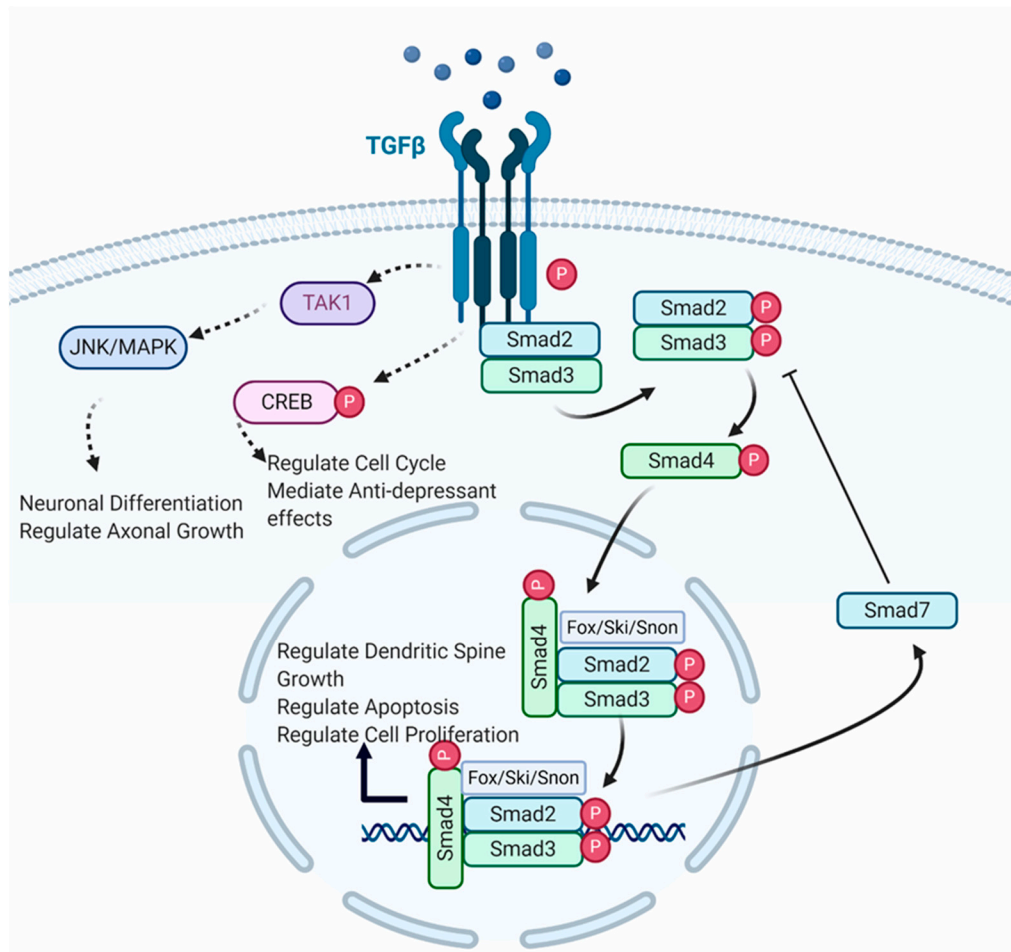 TGFβ
P
TAK1
JNK/MAPK
Smad2
Smad3
Smad2
P
Smad3
P
CREB
P
Smad4
P
Regulate Cell Cycle
Mediate Anti-depressant
effects
Neuronal Differentiation
Regulate Axonal Growth
P
Smad4
Fox/Ski/Snon
Smad2
P
Smad3
P
Smad7
Regulate Dendritic Spine
Growth
Regulate Apoptosis
Regulate Cell Proliferation
P
Smad4
Fox/Ski/Snon
Smad2
P
Smad3
P